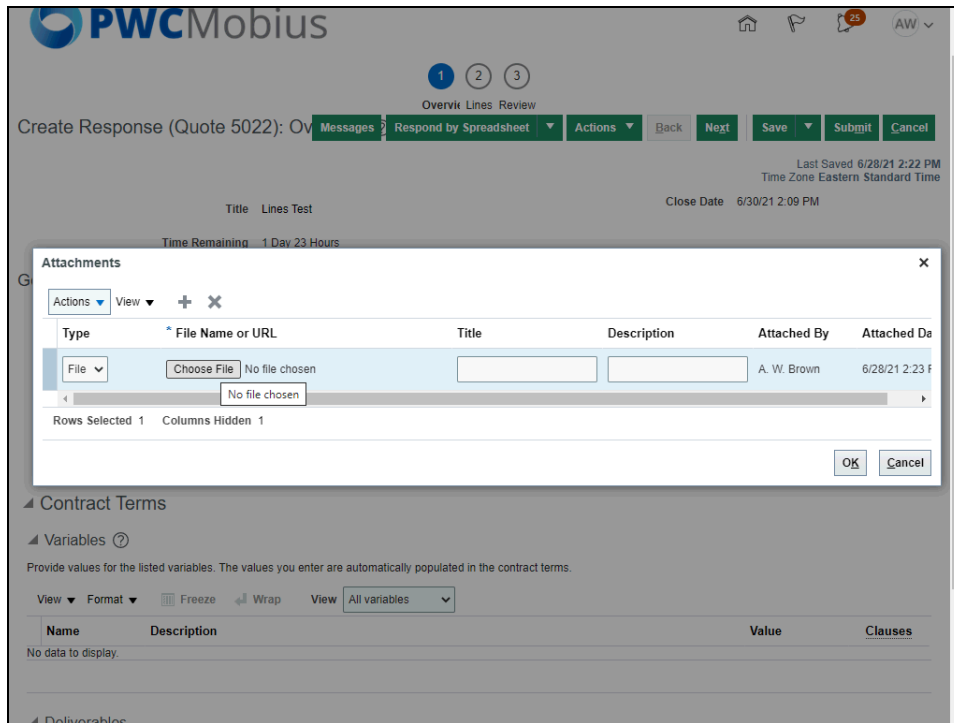 PWCMobius
25
AW
1 2 3
Overvie Lines Review
Create Response (Quote 5022): Ov Messages Respond by Spreadsheet Actions Back Next Save Submit Cancel
Last Saved 6/28/21 2:22 PM
Time Zone Eastern Standard Time
Title Lines Test
Close Date 6/30/21 2:09 PM
Time Remaining 1 Day 23 Hours
Attachments
Actions View
Type * File Name or URL Title Description Attached By Attached Da
File Choose File No file chosen A. W. Brown 6/28/21 2:23
No file chosen
Rows Selected 1 Columns Hidden 1
OK Cancel
Contract Terms
Variables ?
Provide values for the listed variables. The values you enter are automatically populated in the contract terms.
View Format Freeze Wrap View All variables
Name Description Value Clauses
No data to display.
Deliverables